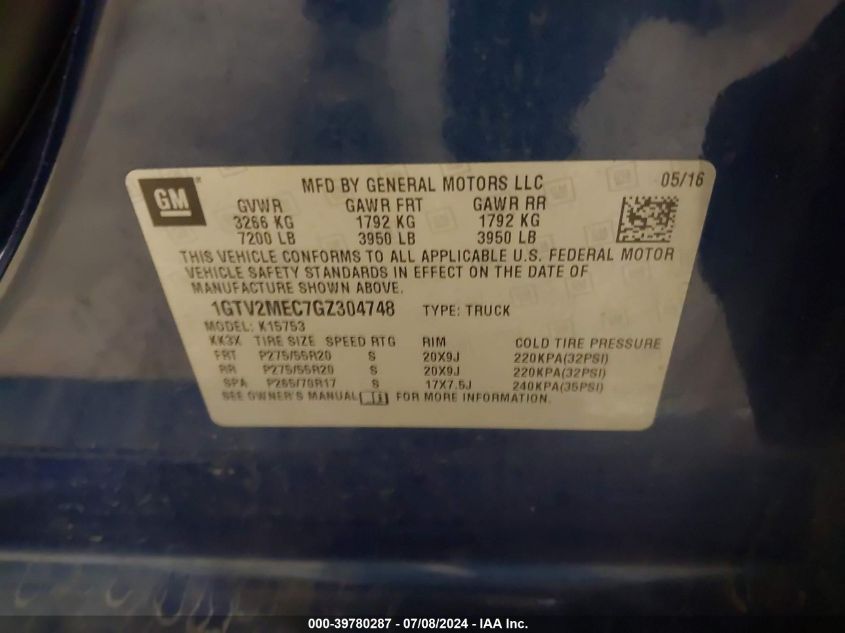 GM
MFD BY GENERAL MOTORS LLC 05/16
GVWR GAWR FRT GAWR RR
3266 KG 1792 KG 1792 KG
7200 LB 3950 LB 3950 LB
THIS VEHICLE CONFORMS TO ALL APPLICABLE U.S. FEDERAL MOTOR
VEHICLE SAFETY STANDARDS IN EFFECT ON THE DATE OF
MANUFACTURE SHOWN ABOVE.
1GTV2MEC7GZ304748 TYPE: TRUCK
MODEL: K15753
KK3X TIRE SIZE SPEED RTG RIM COLD TIRE PRESSURE
FRT P275/55R20 S 20X9J 220KPA(32PSI)
RR P275/55R20 S 20X9J 220KPA(32PSI)
SPA P265/70R17 S 17X7.5J 240KPA(35PSI)
SEE OWNER'S MANUAL FOR MORE INFORMATION.
000-39780287 - 07/08/2024 - IAA Inc.